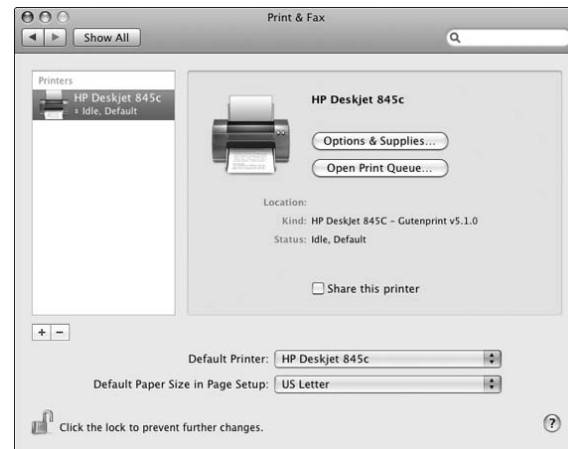 Print & Fax
Show All
Printers
HP Deskjet 845c
Idle, Default
HP Deskjet 845c
Options & Supplies...
Open Print Queue...
Location:
Kind: HP DeskJet 845C - Gutenprint v5.1.0
Status: Idle, Default
Share this printer
+ -
Default Printer: HP Deskjet 845c
Default Paper Size in Page Setup: US Letter
Click the lock to prevent further changes.
?